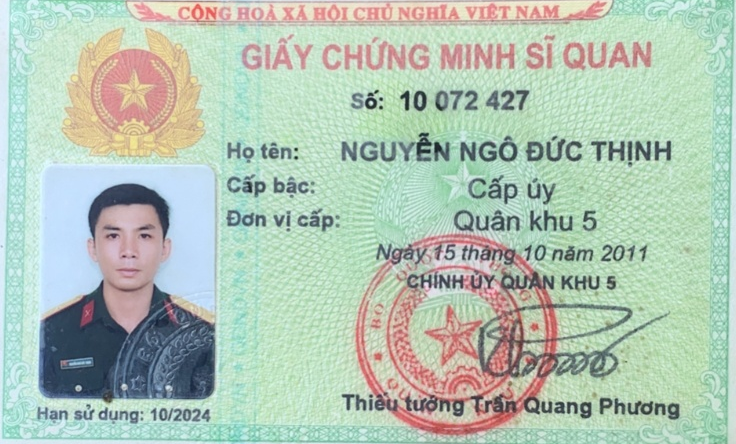 CỘNG HOÀ XÃ HỘI CHỦ NGHĨA VIỆT NAM
GIẤY CHỨNG MINH SĨ QUAN
Số: 10 072 427
Họ tên: NGUYỄN NGÔ ĐỨC THỊNH
Cấp bậc: Cấp úy
Đơn vị cấp: Quân khu 5
Ngày 15 tháng 10 năm 2011
CHÍNH ỦY QUÂN KHU 5
Thiếu tướng Trần Quang Phương
Hạn sử dụng: 10/2024